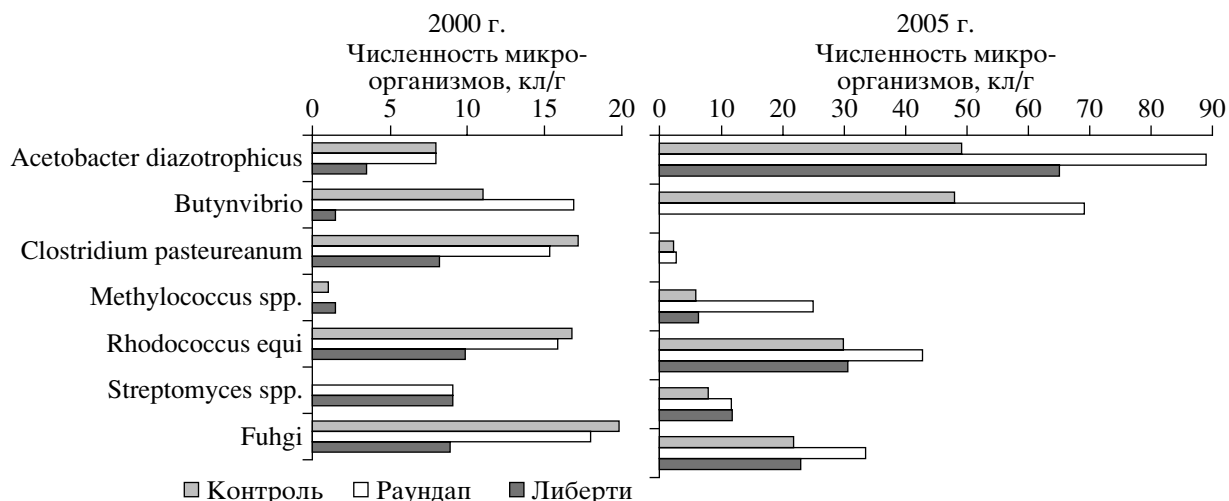 2000 г.
Численность микро-
организмов, кл/г
0 5 10 15 20
2005 г.
Численность микро-
организмов, кл/г
0 10 20 30 40 50 60 70 80 90
Acetobacter diazotrophicus
Butynvibrio
Clostridium pasteureanum
Methylococcus spp.
Rhodococcus equi
Streptomyces spp.
Fuhgi
Контроль Раундап Либерти